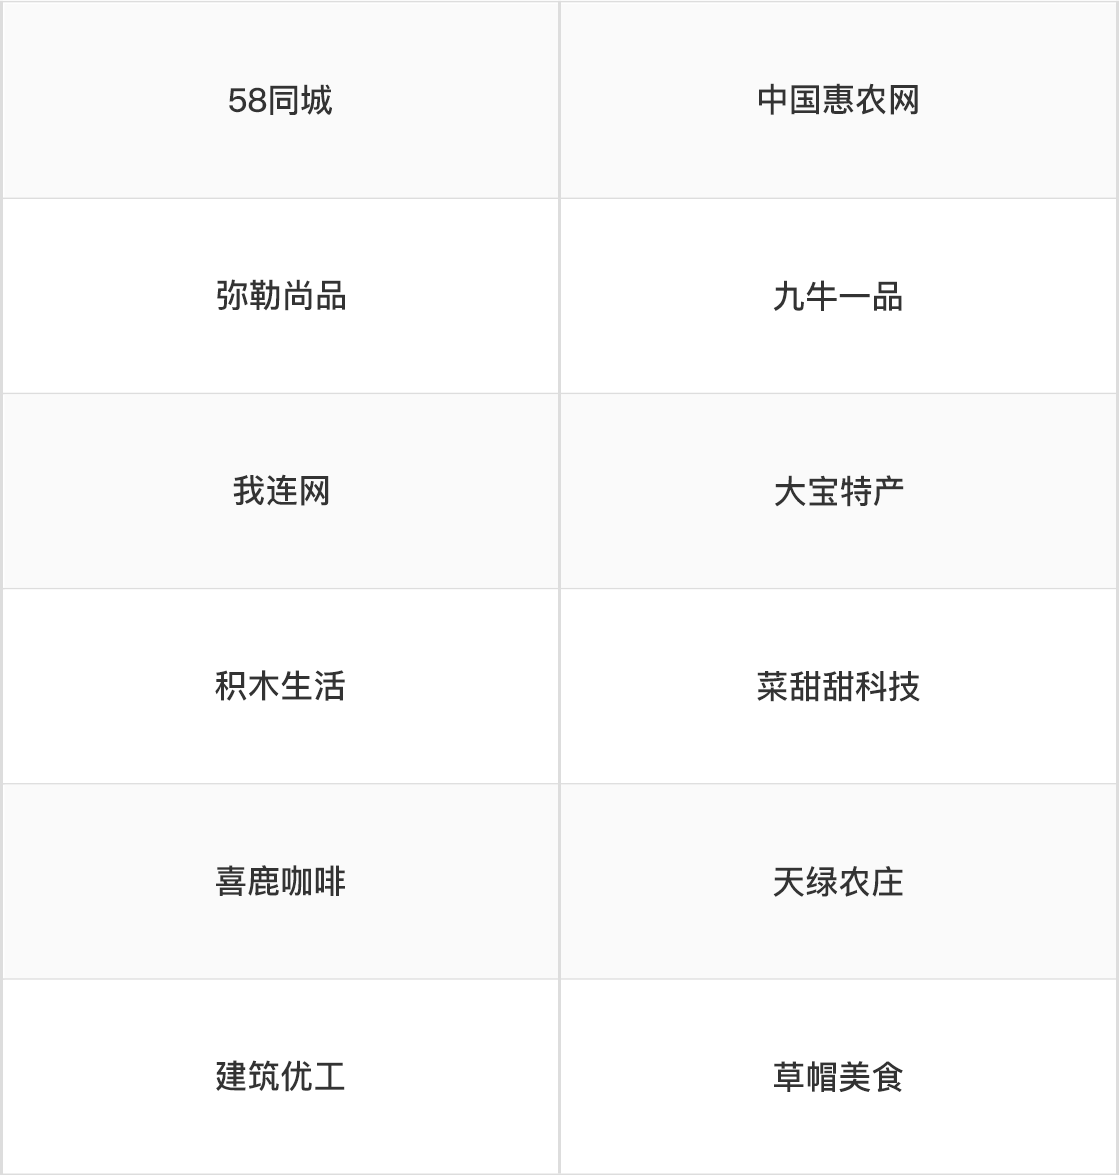 58同城
中国惠农网
弥勒尚品
九牛一品
我连网
大宝特产
积木生活
菜甜甜科技
喜鹿咖啡
天绿农庄
建筑优工
草帽美食